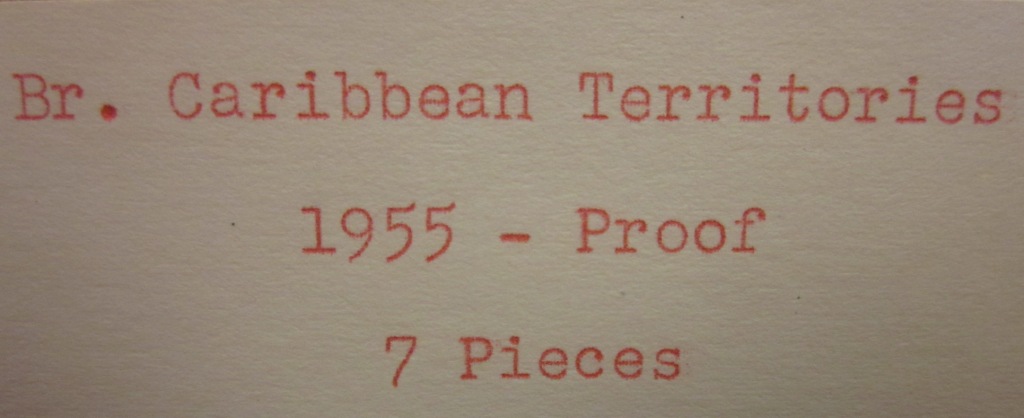 Br. Caribbean Territories
1955 - Proof
7 Pieces